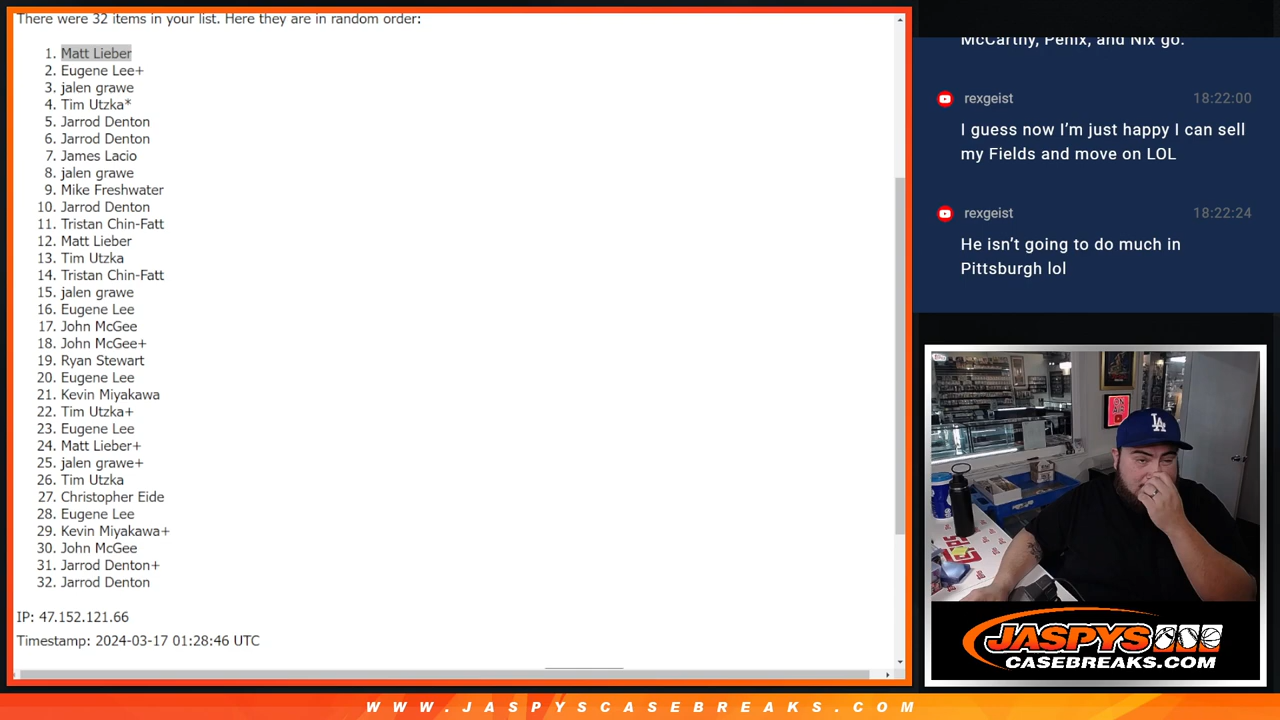 There were 32 items in your list. Here they are in random order:
1. Matt Lieber
2. Eugene Lee+
3. jalen grawe
4. Tim Utzka*
5. Jarrod Denton
6. Jarrod Denton
7. James Lacio
8. jalen grawe
9. Mike Freshwater
10. Jarrod Denton
11. Tristan Chin-Fatt
12. Matt Lieber
13. Tim Utzka
14. Tristan Chin-Fatt
15. jalen grawe
16. Eugene Lee
17. John McGee
18. John McGee+
19. Ryan Stewart
20. Eugene Lee
21. Kevin Miyakawa
22. Tim Utzka+
23. Eugene Lee
24. Matt Lieber+
25. jalen grawe+
26. Tim Utzka
27. Christopher Eide
28. Eugene Lee
29. Kevin Miyakawa+
30. John McGee
31. Jarrod Denton+
32. Jarrod Denton
IP: 47.152.121.66
Timestamp: 2024-03-17 01:28:46 UTC
McCarthy, Penix, and Nix go.
rexgeist 18:22:00
I guess now I’m just happy I can sell
my Fields and move on LOL
rexgeist 18:22:24
He isn’t going to do much in
Pittsburgh lol
LA
JASPYS
CASEBREAKS.COM
WWW.JASPYSCASEBREAKS.COM